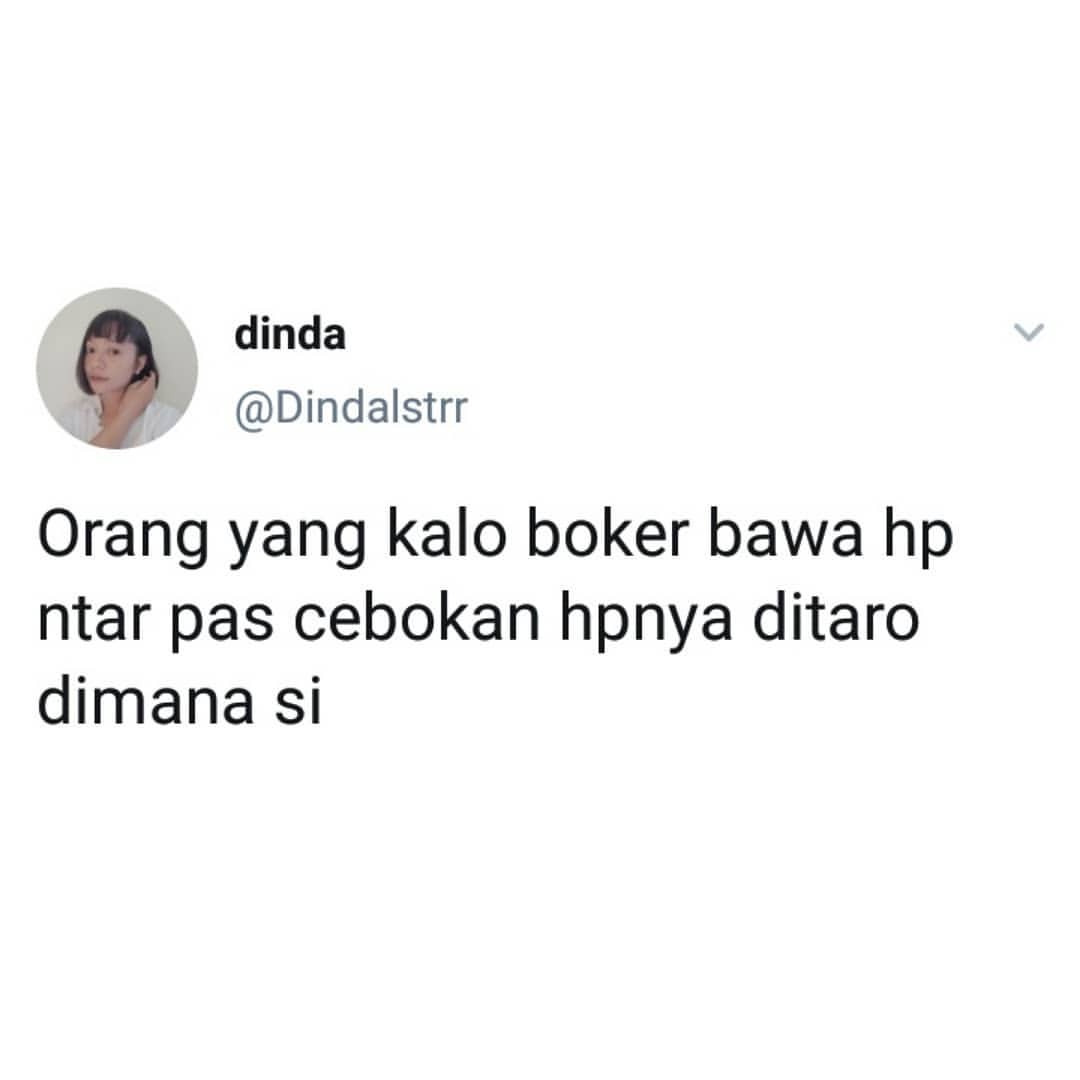 dinda
@Dindalstrr
Orang yang kalo boker bawa hp
ntar pas cebokan hpnya ditaro
dimana si